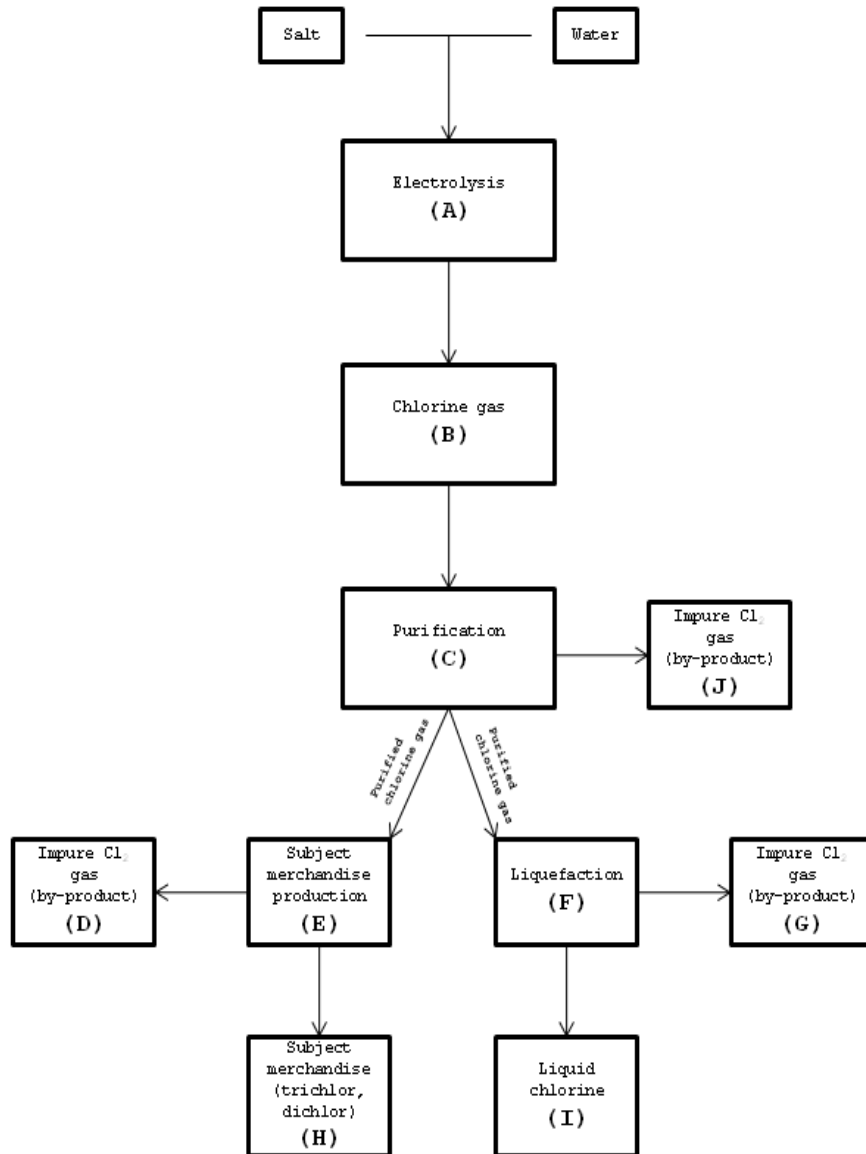 Salt
Water
Electrolysis
(A)
Chlorine gas
(B)
Purification
(C)
Impure Cl₂
gas
(by-product)
(J)
Purified
chlorine gas
Purified
chlorine gas
Impure Cl₂
gas
(by-product)
(D)
Subject
merchandise
production
(E)
Liquefaction
(F)
Impure Cl₂
gas
(by-product)
(G)
Subject
merchandise
(trichlor,
dichlor)
(H)
Liquid
chlorine
(I)